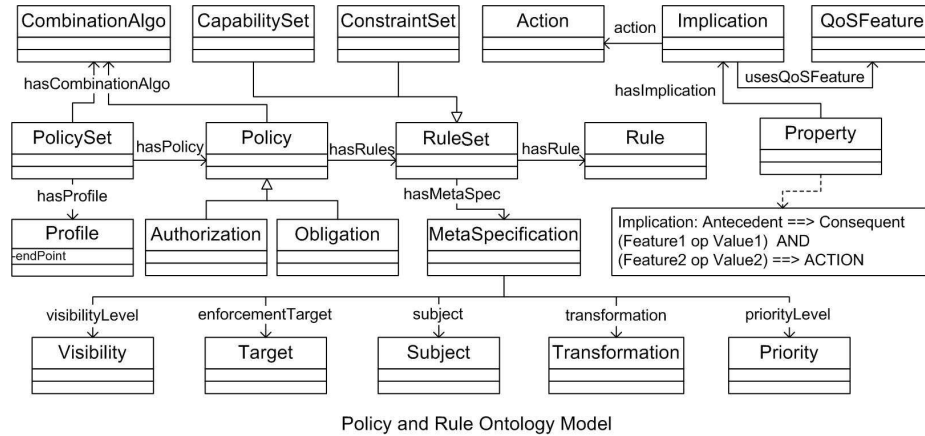 CombinationAlgo
CapabilitySet
ConstraintSet
Action
action
Implication
QoSFeature
hasCombinationAlgo
usesQoSFeature
hasImplication
PolicySet
hasPolicy
Policy
hasRules
RuleSet
hasRule
Rule
Property
hasProfile
hasMetaSpec
Profile
-endPoint
Authorization
Obligation
MetaSpecification
Implication: Antecedent ==> Consequent
(Feature1 op Value1) AND
(Feature2 op Value2) ==> ACTION
visibilityLevel
enforcementTarget
subject
transformation
priorityLevel
Visibility
Target
Subject
Transformation
Priority
Policy and Rule Ontology Model